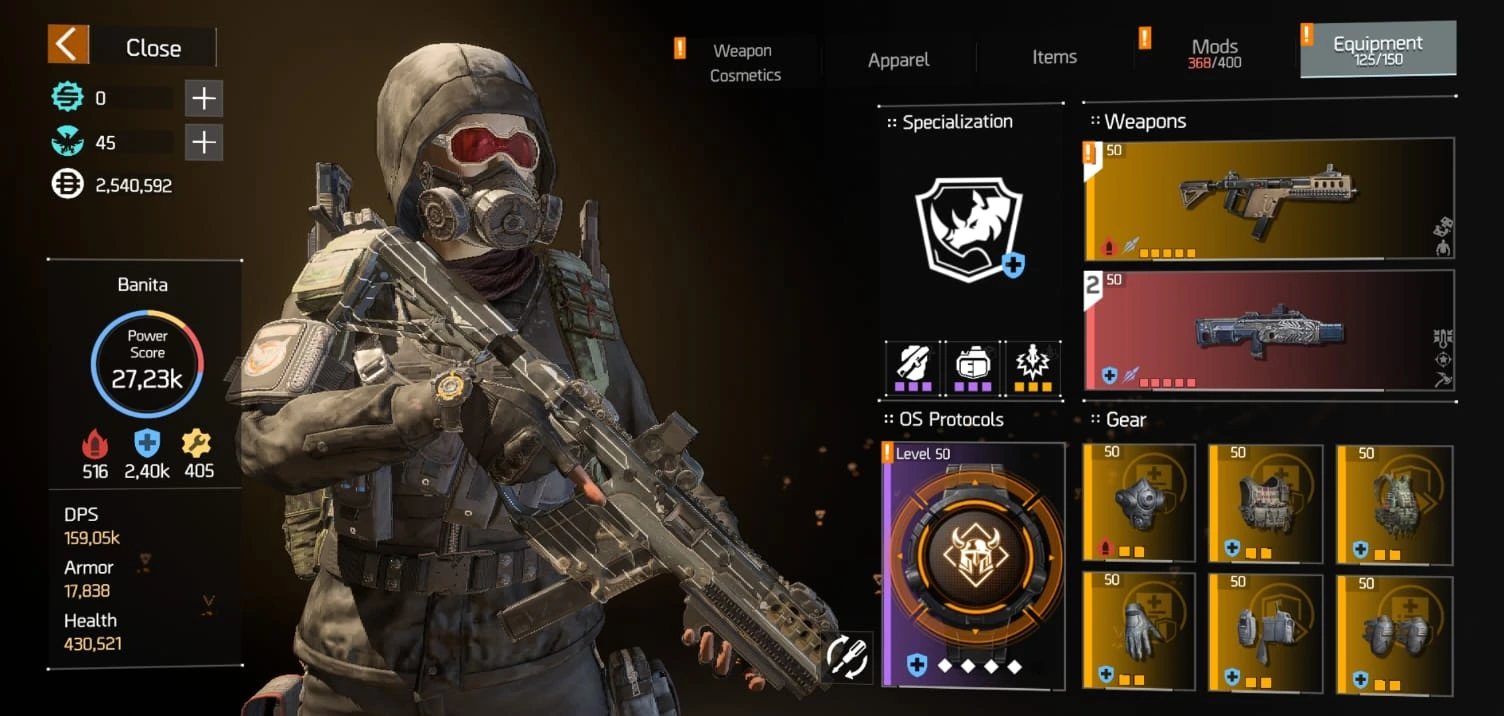 Close
0
45
2,540,592
Banita
Power
Score
27,23k
516
2,40k
405
DPS
159,05k
Armor
17,838
Health
430,521
Weapon
Cosmetics
Apparel
Items
Mods
368/400
Equipment
125/150
Specialization
OS Protocols
Level 50
Weapons
50
2
50
Gear
50
50
50
50
50
50